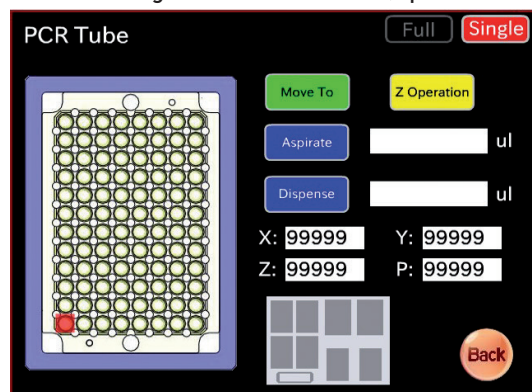 PCR Tube
Full
Single
Move To
Z Operation
Aspirate
ul
Dispense
ul
X: 99999
Y: 99999
Z: 99999
P: 99999
Back